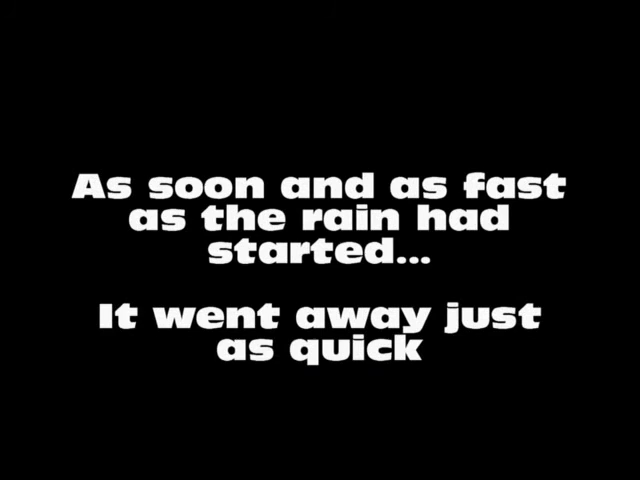 As soon and as fast
as the rain had
started...
It went away just
as quick